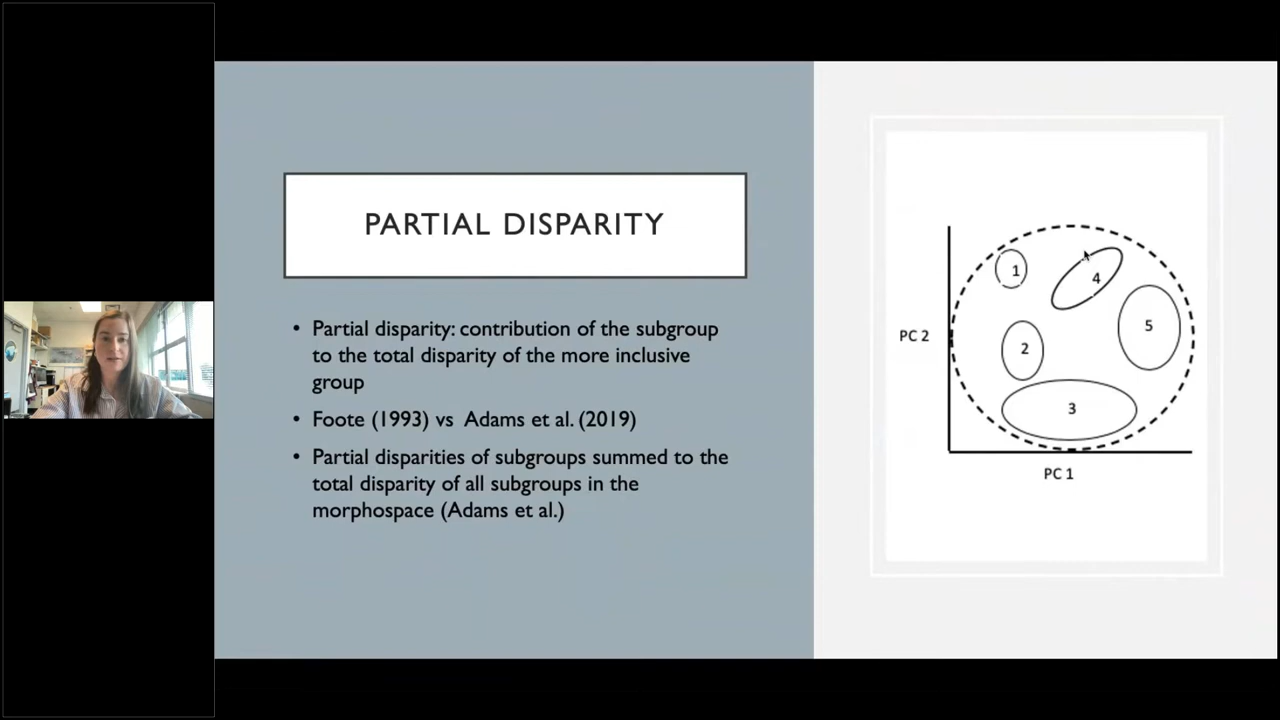 PARTIAL DISPARITY
• Partial disparity: contribution of the subgroup
to the total disparity of the more inclusive
group
• Foote (1993) vs Adams et al. (2019)
• Partial disparities of subgroups summed to the
total disparity of all subgroups in the
morphospace (Adams et al.)
1
4
5
PC 2
2
3
PC 1